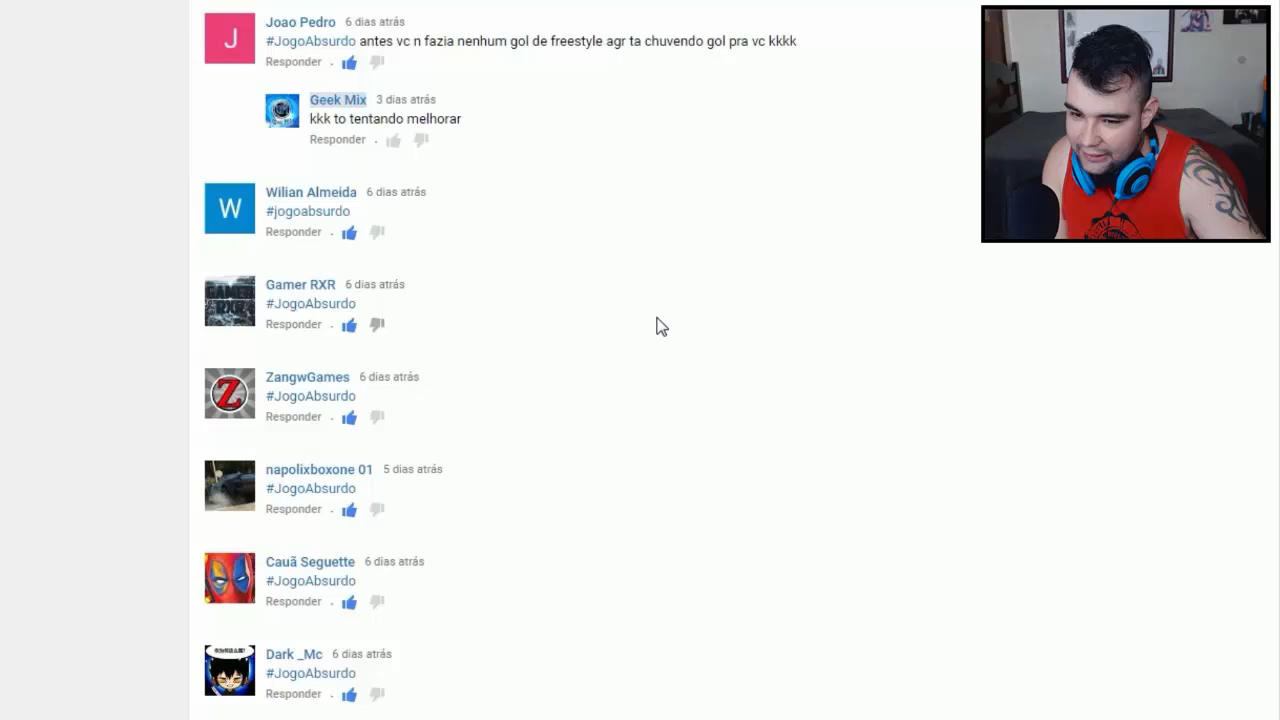 J
Joao Pedro 6 dias atrás
#JogoAbsurdo antes vc n fazia nenhum gol de freestyle agr ta chuvendo gol pra vc kkkk
Responder
Geek Mix 3 dias atrás
kkk to tentando melhorar
Responder
W
Wilian Almeida 6 dias atrás
#jogoabsurdo
Responder
Gamer RXR 6 dias atrás
#JogoAbsurdo
Responder
Z
ZangwGames 6 dias atrás
#JogoAbsurdo
Responder
napolixboxone 01 5 dias atrás
#JogoAbsurdo
Responder
Cauã Seguette 6 dias atrás
#JogoAbsurdo
Responder
Dark _Mc 6 dias atrás
#JogoAbsurdo
Responder